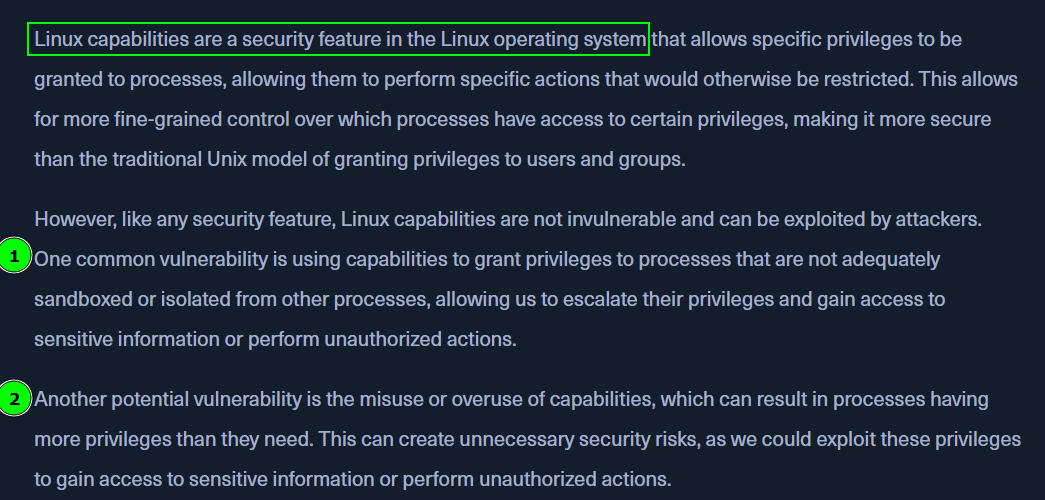 Linux capabilities are a security feature in the Linux operating system that allows specific privileges to be
granted to processes, allowing them to perform specific actions that would otherwise be restricted. This allows
for more fine-grained control over which processes have access to certain privileges, making it more secure
than the traditional Unix model of granting privileges to users and groups.
However, like any security feature, Linux capabilities are not invulnerable and can be exploited by attackers.
1 One common vulnerability is using capabilities to grant privileges to processes that are not adequately
sandboxed or isolated from other processes, allowing us to escalate their privileges and gain access to
sensitive information or perform unauthorized actions.
2 Another potential vulnerability is the misuse or overuse of capabilities, which can result in processes having
more privileges than they need. This can create unnecessary security risks, as we could exploit these privileges
to gain access to sensitive information or perform unauthorized actions.